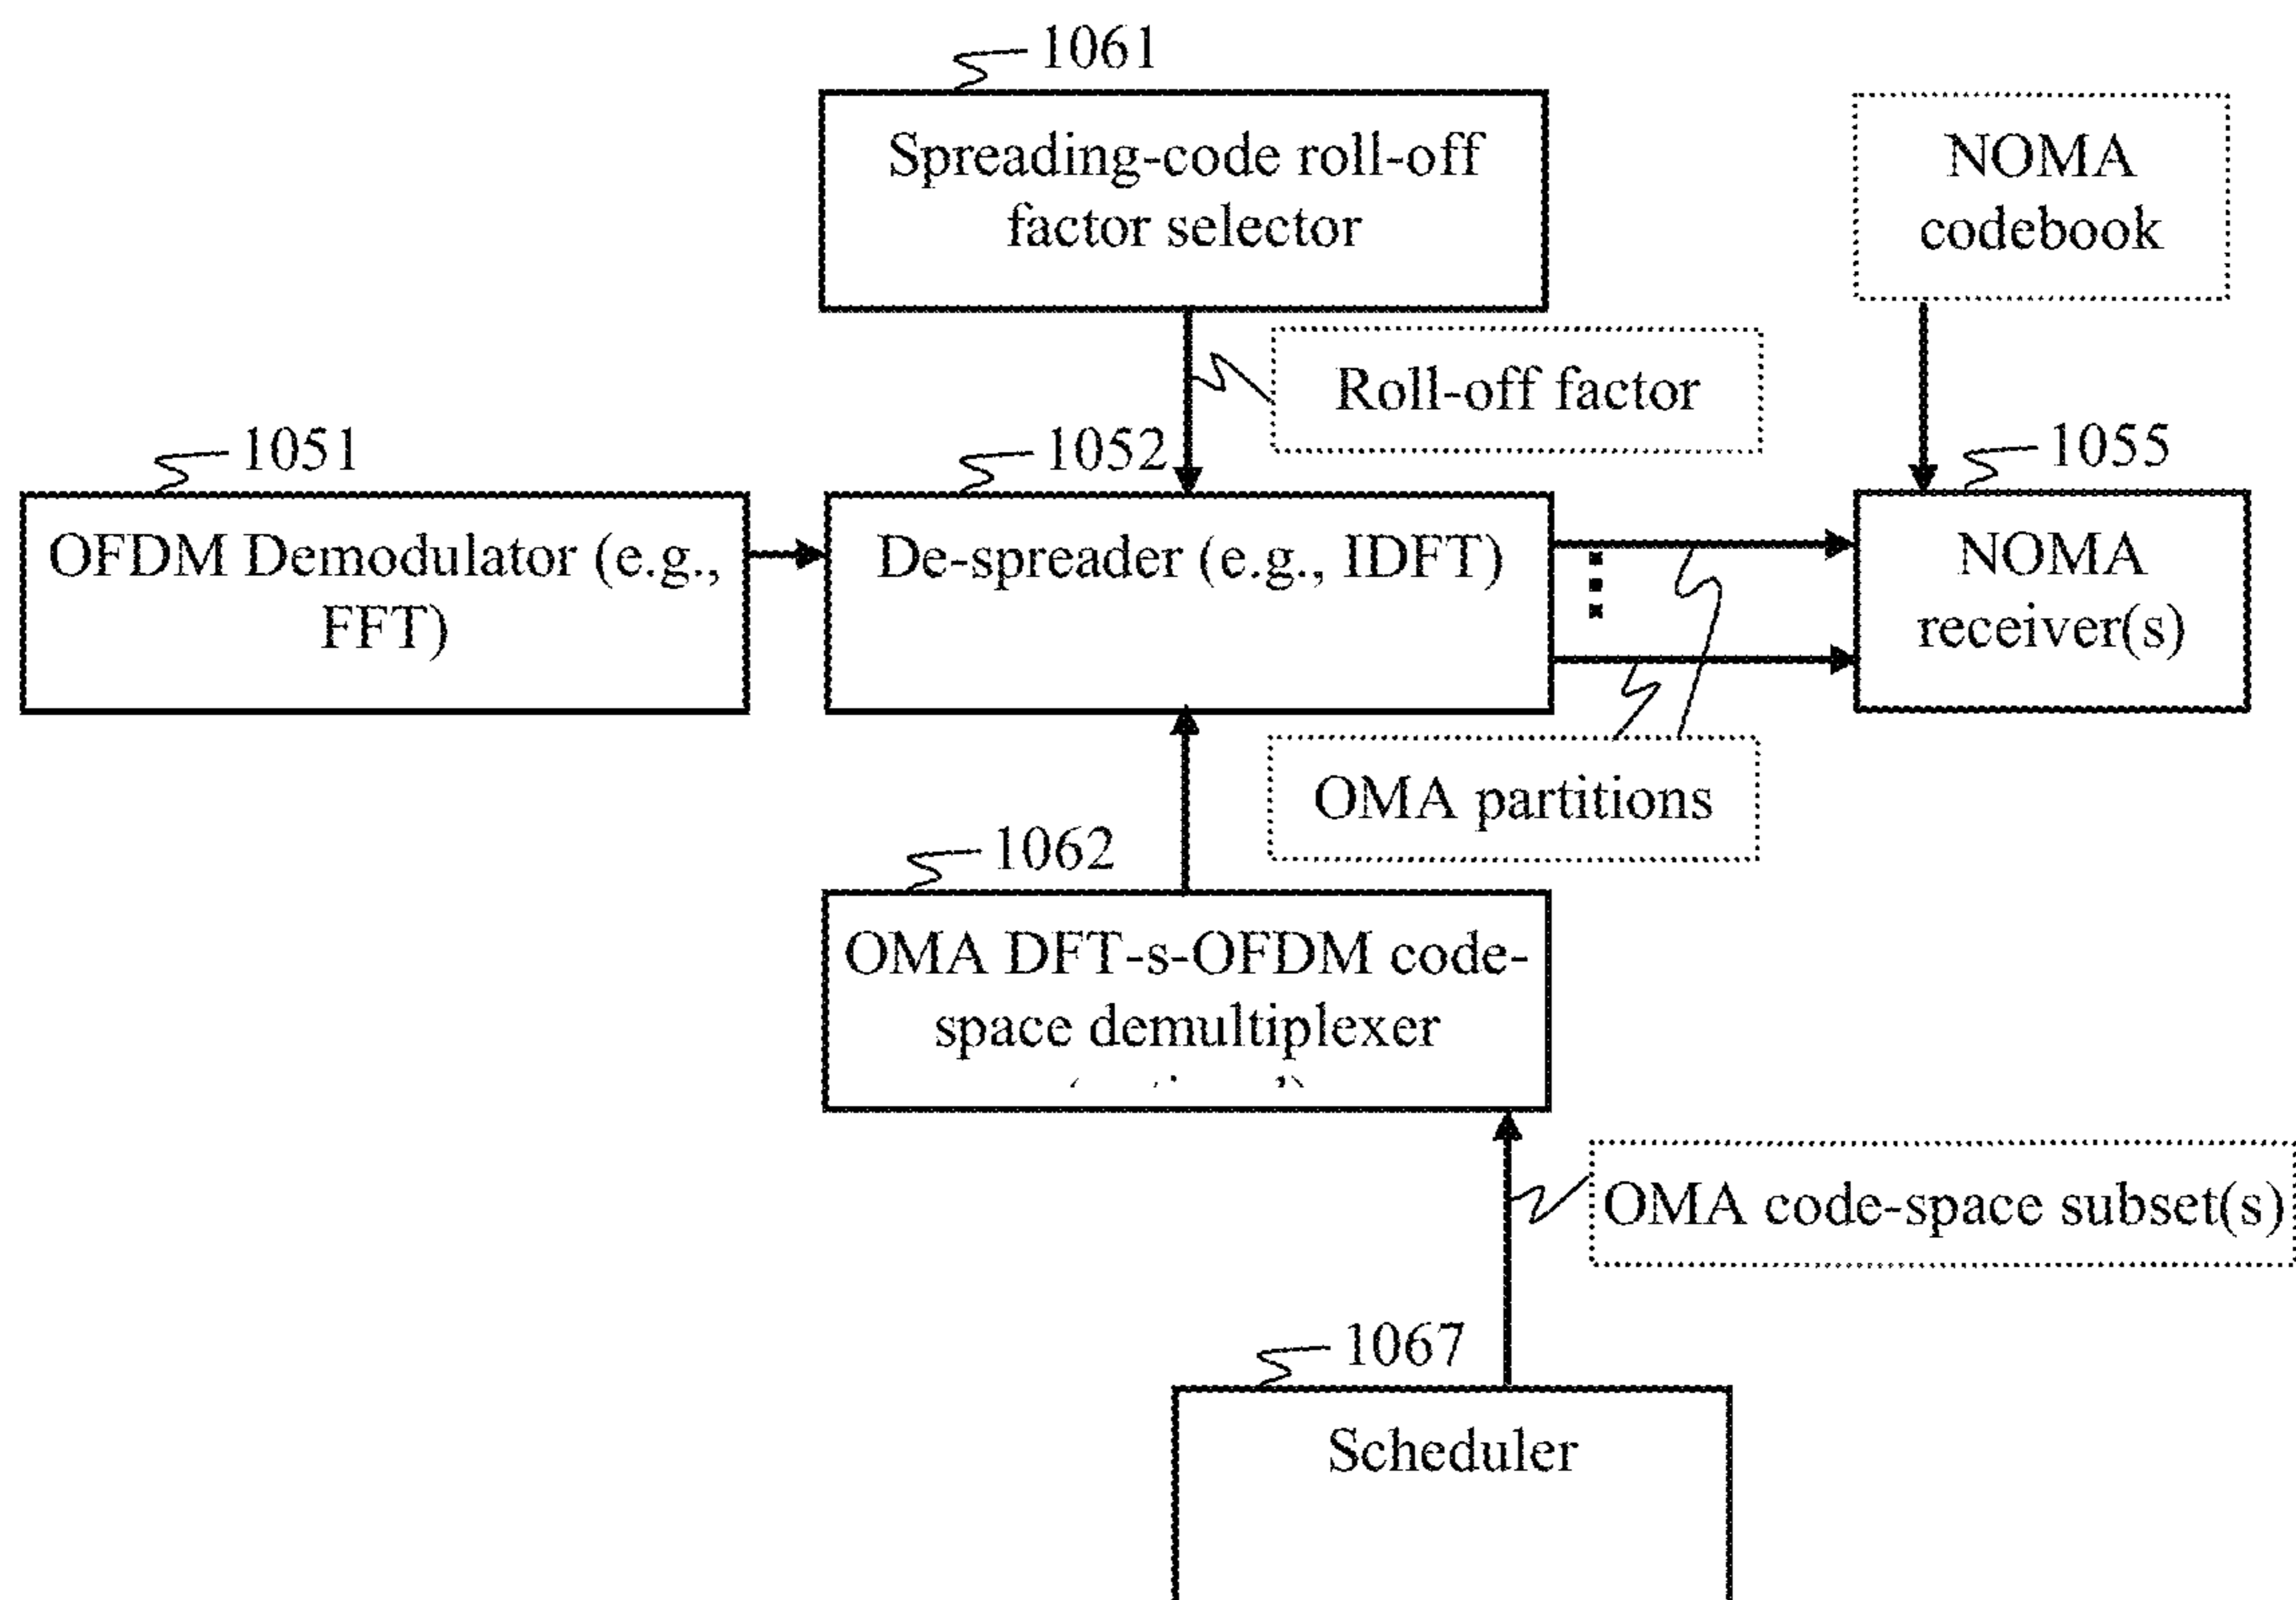 1061
Spreading-code roll-off
factor selector
NOMA
codebook
Roll-off factor
1051
OFDM Demodulator (e.g.,
FFT)
1052
De-spreader (e.g., IDFT)
1055
NOMA
receiver(s)
OMA partitions
1062
OMA DFT-s-OFDM code-
space demultiplexer
OMA code-space subset(s)
1067
Scheduler